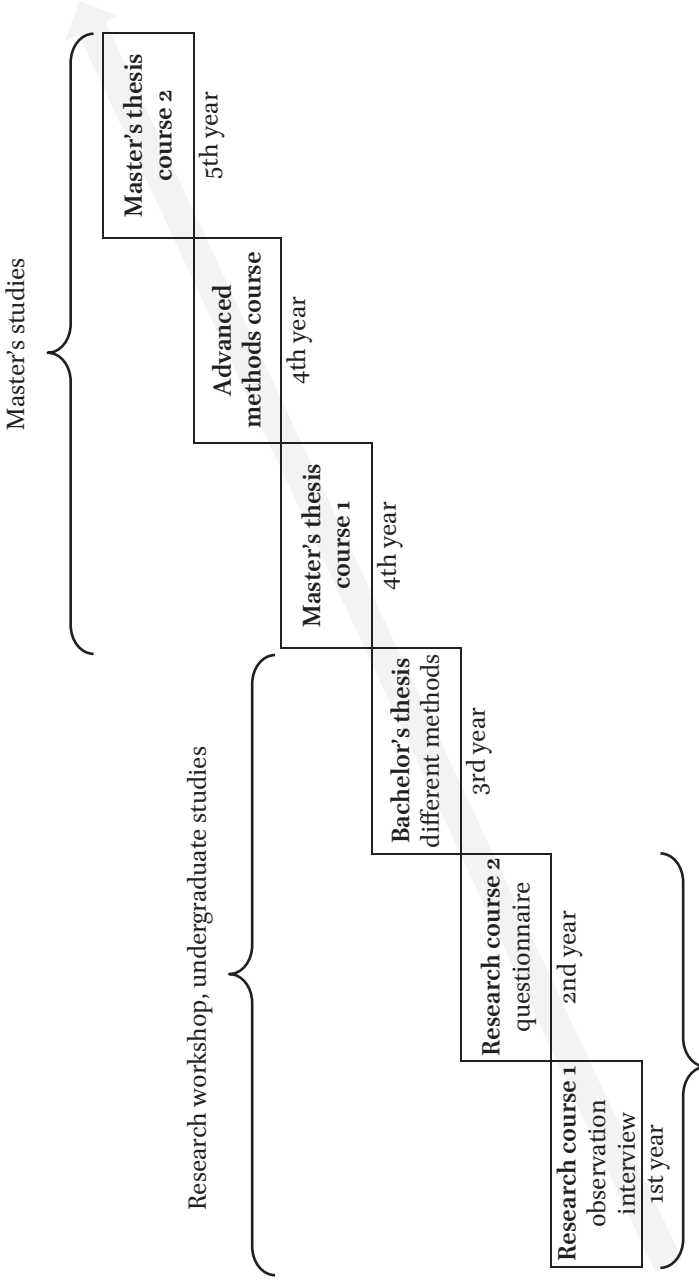 Master's studies
Master's thesis
course 2
5th year
Advanced
methods course
4th year
Master's thesis
course 1
4th year
Research workshop, undergraduate studies
Bachelor's thesis
different methods
3rd year
Research course 2
questionnaire
2nd year
Research course 1
observation
interview
1st year